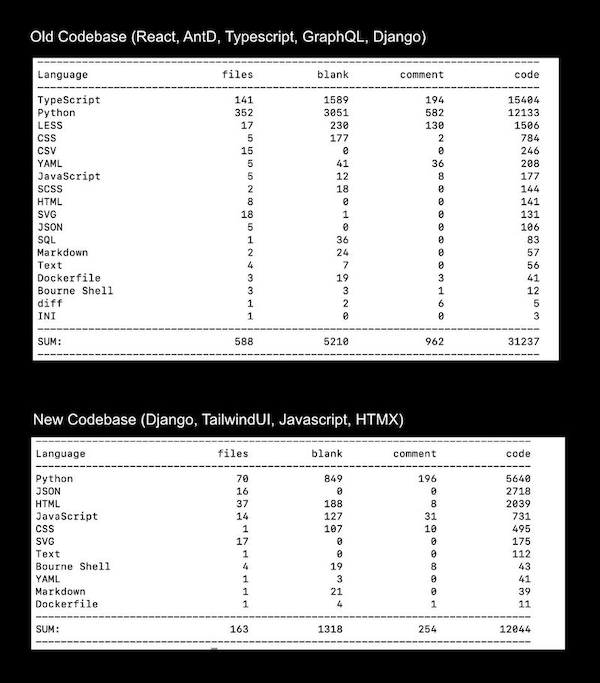 Old Codebase (React, AntD, Typescript, GraphQL, Django)
Language files blank comment code
TypeScript 141 1589 194 15404
Python 352 3051 582 12133
LESS 17 230 130 1506
CSS 5 177 2 784
CSV 15 0 0 246
YAML 5 41 36 208
JavaScript 5 12 8 177
SCSS 2 18 0 144
HTML 8 0 0 141
SVG 18 1 0 131
JSON 5 0 0 106
SQL 1 36 0 83
Markdown 2 24 0 57
Text 4 7 0 56
Dockerfile 3 19 3 41
Bourne Shell 3 3 1 12
diff 1 2 6 5
INI 1 0 0 3
SUM: 588 5210 962 31237
New Codebase (Django, TailwindUI, Javascript, HTMX)
Language files blank comment code
Python 70 849 196 5640
JSON 16 0 0 2718
HTML 37 188 8 2039
JavaScript 14 127 31 731
CSS 1 107 10 495
SVG 17 0 0 175
Text 1 0 0 112
Bourne Shell 4 19 8 43
YAML 1 3 0 41
Markdown 1 21 0 39
Dockerfile 1 4 1 11
SUM: 163 1318 254 12044